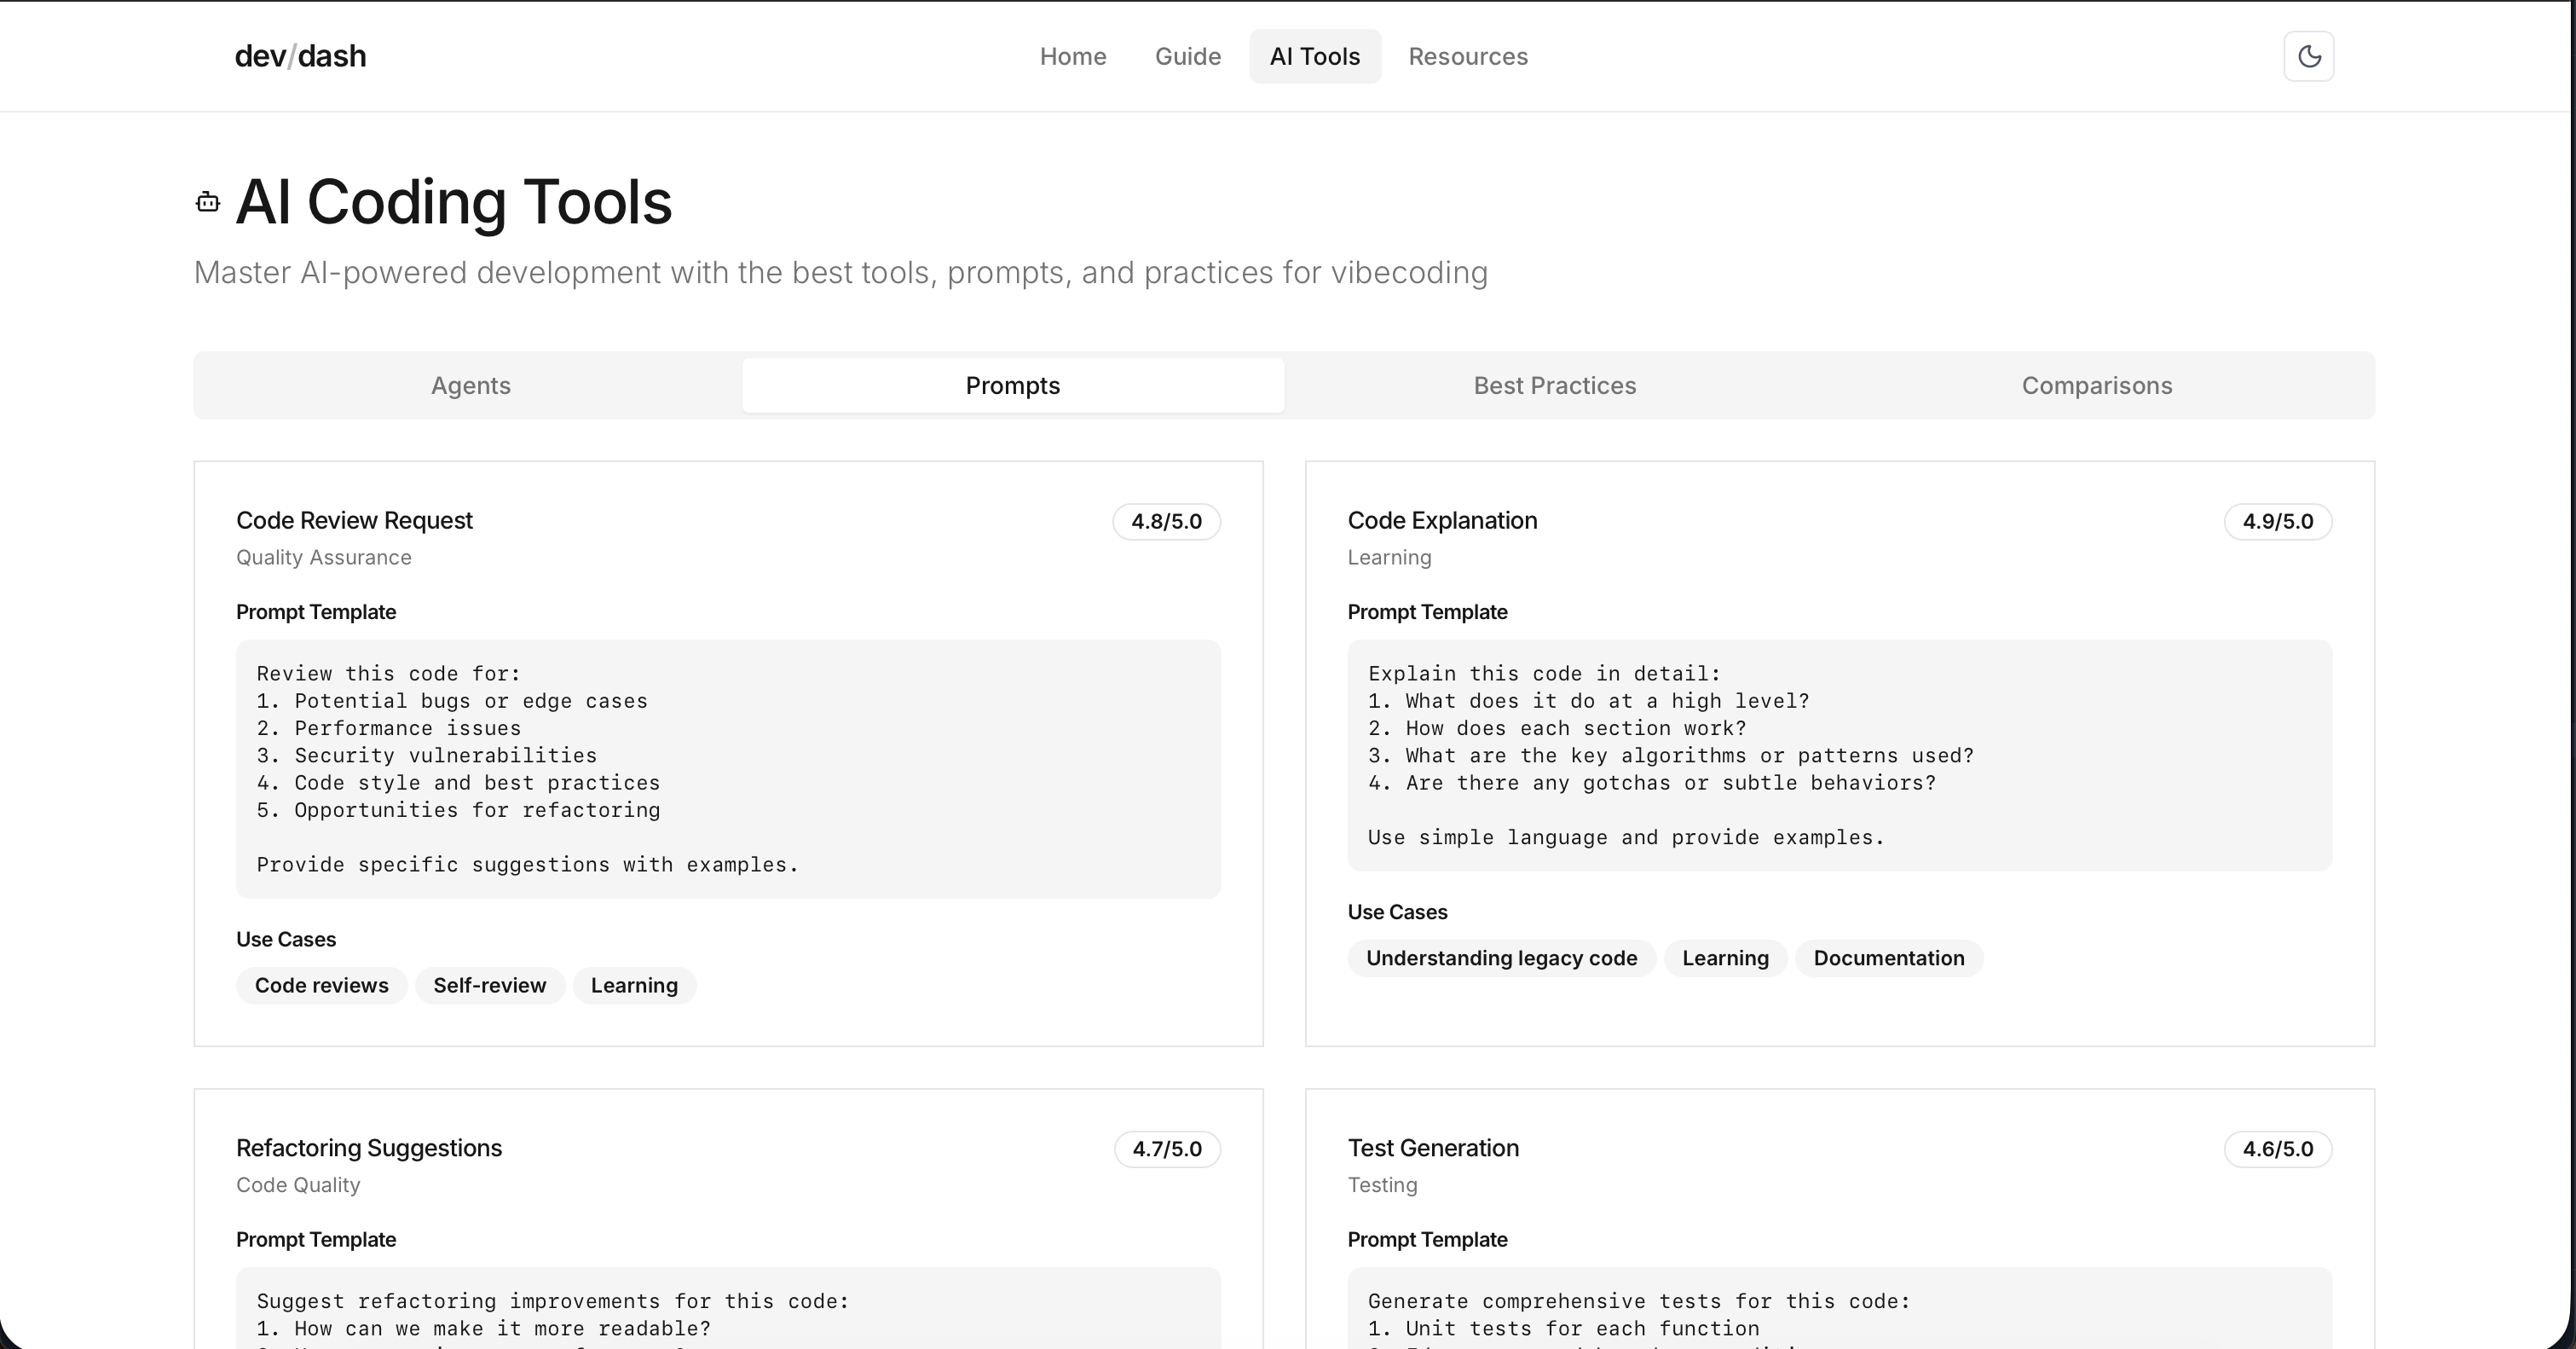 dev/dash
Home Guide AI Tools Resources
AI Coding Tools
Master AI-powered development with the best tools, prompts, and practices for vibecoding
Agents Prompts Best Practices Comparisons
Code Review Request 4.8/5.0
Quality Assurance
Prompt Template
Review this code for:
1. Potential bugs or edge cases
2. Performance issues
3. Security vulnerabilities
4. Code style and best practices
5. Opportunities for refactoring
Provide specific suggestions with examples.
Use Cases
Code reviews Self-review Learning
Code Explanation 4.9/5.0
Learning
Prompt Template
Explain this code in detail:
1. What does it do at a high level?
2. How does each section work?
3. What are the key algorithms or patterns used?
4. Are there any gotchas or subtle behaviors?
Use simple language and provide examples.
Use Cases
Understanding legacy code Learning Documentation
Refactoring Suggestions 4.7/5.0
Code Quality
Prompt Template
Suggest refactoring improvements for this code:
1. How can we make it more readable?
Test Generation 4.6/5.0
Testing
Prompt Template
Generate comprehensive tests for this code:
1. Unit tests for each function